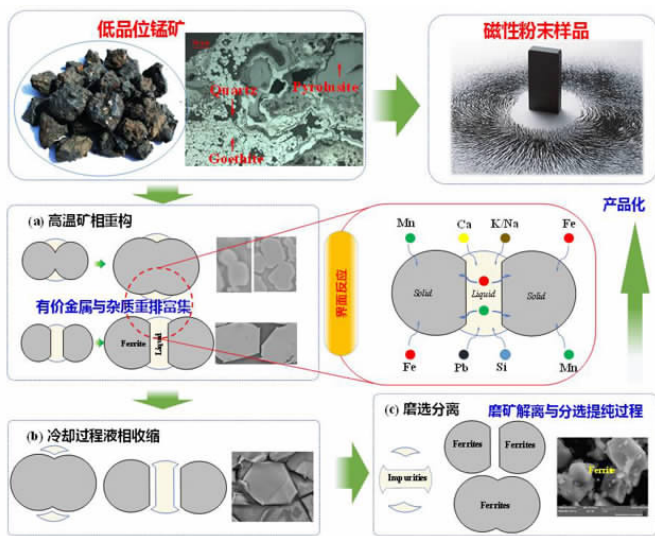 低品位锰矿
磁性粉末样品
Quartz
Pyrolusite
Goethite
(a) 高温矿相重构
有价金属与杂质重排富集
Ferrite
Liquid
界面反应
Mn
Ca
K/Na
Fe
Solid
Liquid
Solid
Fe
Pb
Si
Mn
产品化
(b) 冷却过程液相收缩
(c) 磨选分离
磨矿解离与分选提纯过程
Impurities
Ferrites
Ferrites
Ferrites
Ferrite